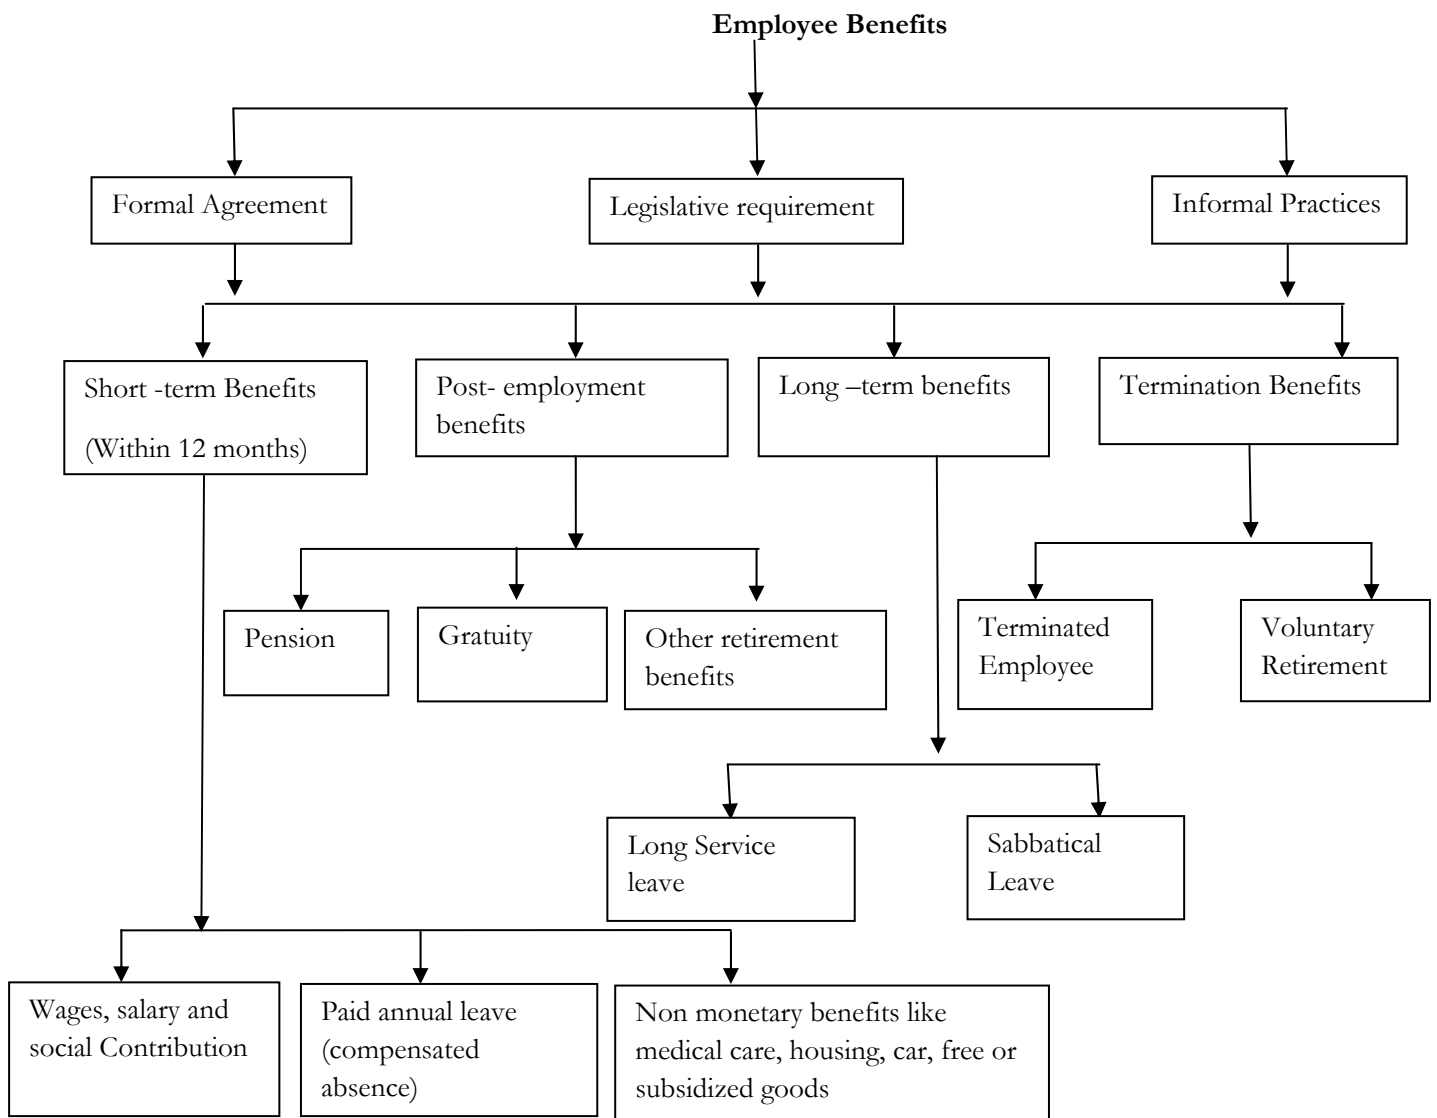 Employee Benefits
Formal Agreement
Legislative requirement
Informal Practices
Short -term Benefits
(Within 12 months)
Post- employment
benefits
Long –term benefits
Termination Benefits
Pension
Gratuity
Other retirement
benefits
Terminated
Employee
Voluntary
Retirement
Long Service
leave
Sabbatical
Leave
Wages, salary and
social Contribution
Paid annual leave
(compensated
absence)
Non monetary benefits like
medical care, housing, car, free or
subsidized goods